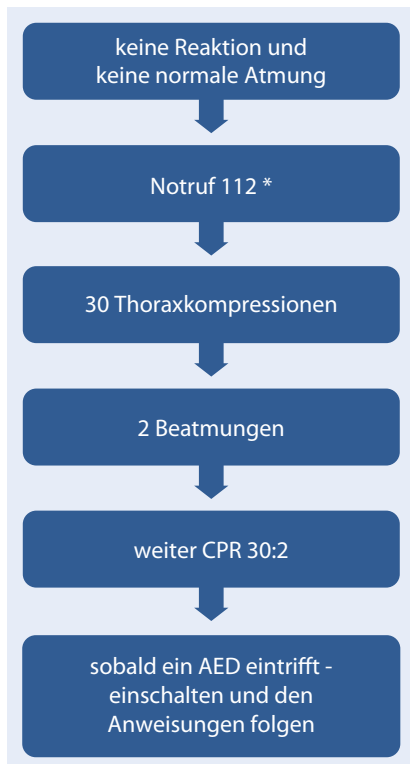 keine Reaktion und
keine normale Atmung
Notruf 112 *
30 Thoraxkompressionen
2 Beatmungen
weiter CPR 30:2
sobald ein AED eintrifft -
einschalten und den
Anweisungen folgen